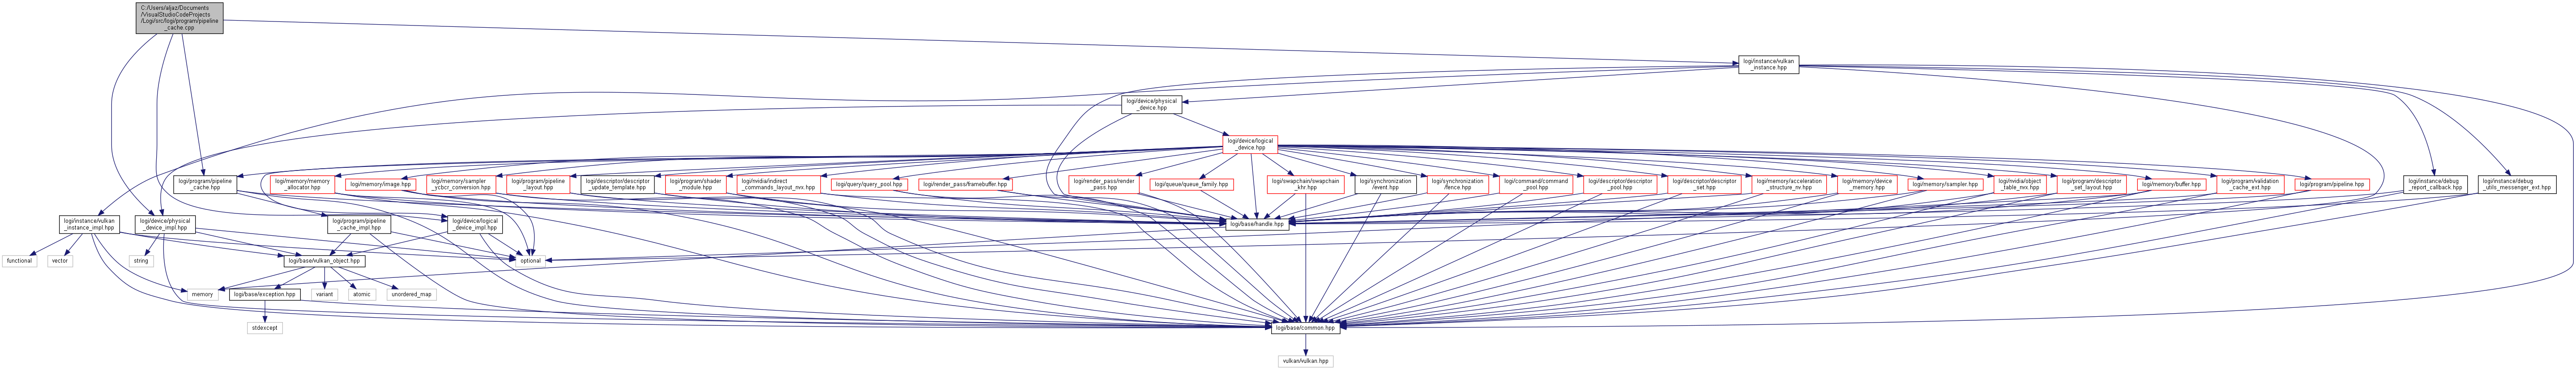 C:/Users/aljaz/Documents
/VisualStudioCodeProjects
/Logi/src/logi/program/pipeline
_cache.cpp
logi/instance/vulkan
_instance.hpp
logi/device/physical
_device.hpp
logi/device/logical
_device.hpp
logi/program/pipeline
_cache.hpp
logi/memory/memory
_allocator.hpp
logi/memory/image.hpp
logi/memory/sampler
_ycbcr_conversion.hpp
logi/program/pipeline
_layout.hpp
logi/descriptor/descriptor
_update_template.hpp
logi/program/shader
_module.hpp
logi/nvidia/indirect
_commands_layout_nvx.hpp
logi/query/query_pool.hpp
logi/render_pass/framebuffer.hpp
logi/render_pass/render
_pass.hpp
logi/queue/queue_family.hpp
logi/swapchain/swapchain
_khr.hpp
logi/synchronization
/event.hpp
logi/synchronization
/fence.hpp
logi/command/command
_pool.hpp
logi/descriptor/descriptor
_pool.hpp
logi/descriptor/descriptor
_set.hpp
logi/memory/acceleration
_structure_nv.hpp
logi/memory/device
_memory.hpp
logi/memory/sampler.hpp
logi/nvidia/object
_table_nvx.hpp
logi/program/descriptor
_set_layout.hpp
logi/memory/buffer.hpp
logi/program/validation
_cache_ext.hpp
logi/program/pipeline.hpp
logi/instance/debug
_report_callback.hpp
logi/instance/debug
_utils_messenger_ext.hpp
logi/instance/vulkan
_instance_impl.hpp
logi/device/physical
_device_impl.hpp
logi/program/pipeline
_cache_impl.hpp
logi/device/logical
_device_impl.hpp
logi/base/handle.hpp
functional
vector
string
logi/base/vulkan_object.hpp
optional
memory
logi/base/exception.hpp
variant
atomic
unordered_map
stdexcept
logi/base/common.hpp
vulkan/vulkan.hpp